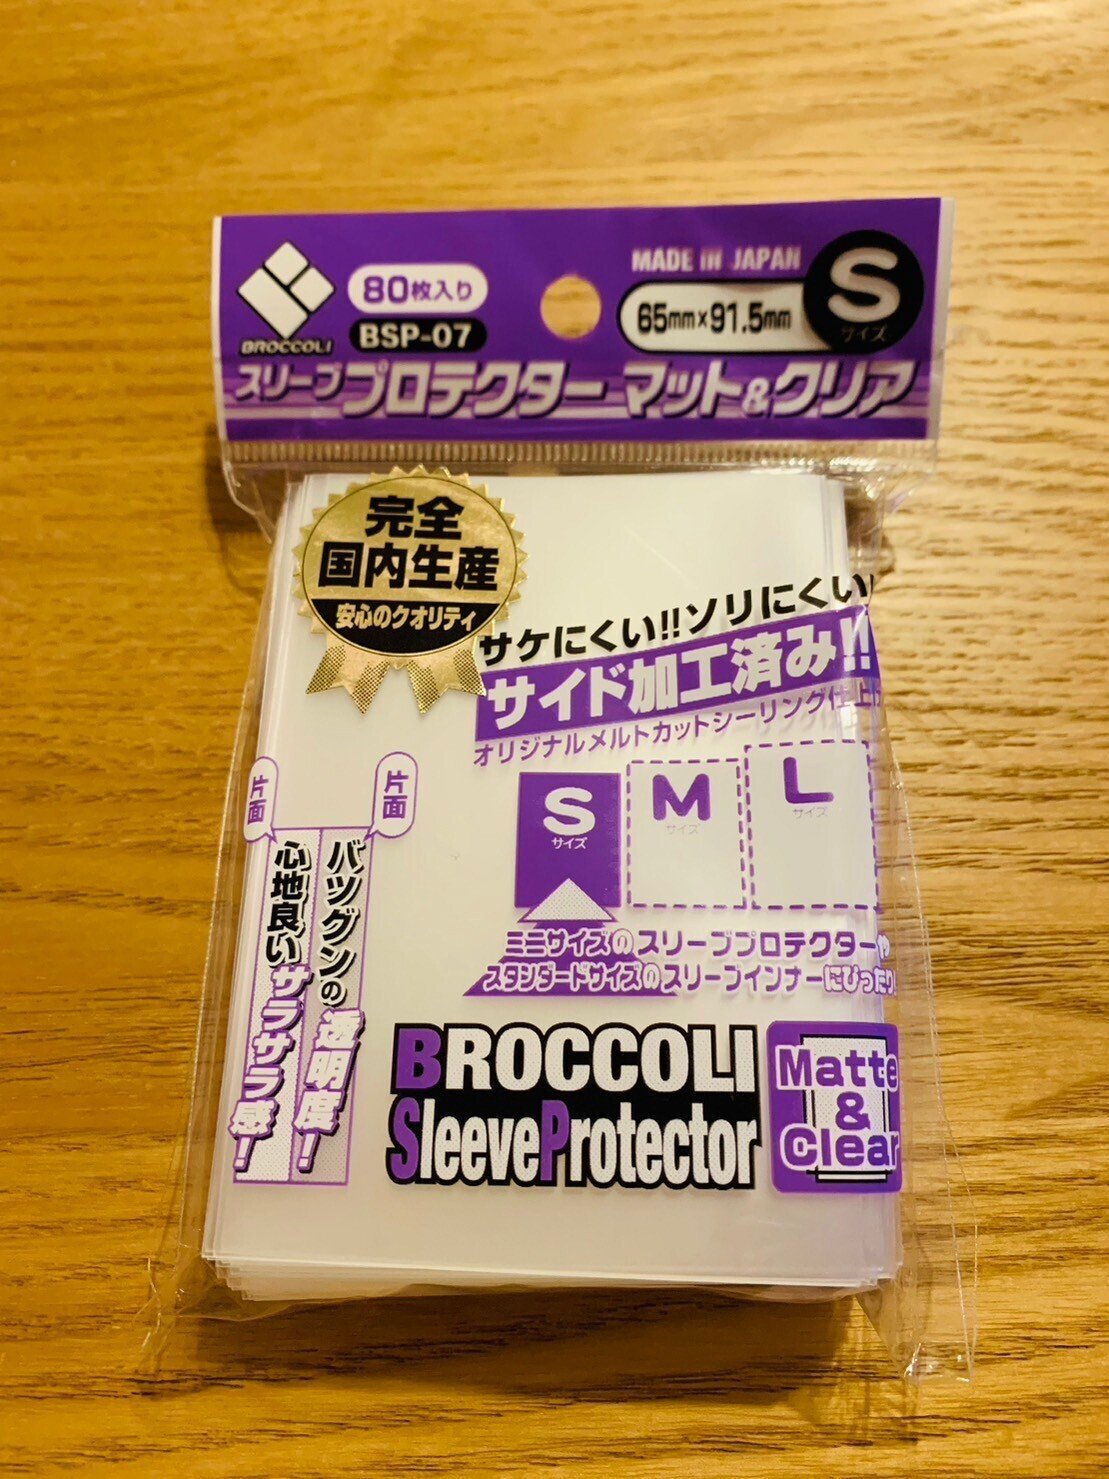 BROCCOLI
80枚入り
BSP-07
MADE IN JAPAN
65mm×91.5mm
S
サイズ
スリーブプロテクター マット&クリア
完全
国内生産
安心のクオリティ
サケにくい!!ソリにくい
サイド加工済み!!
オリジナルメルトカットシーリング仕上げ
S
サイズ
M
サイズ
L
サイズ
ミニサイズのスリーブプロテクターや
スタンダードサイズのスリーブインナーにぴったり!
片面
バツグンの透明度!
片面
心地良いサラサラ感!
BROCCOLI
SleeveProtector
Matte
&
Clear